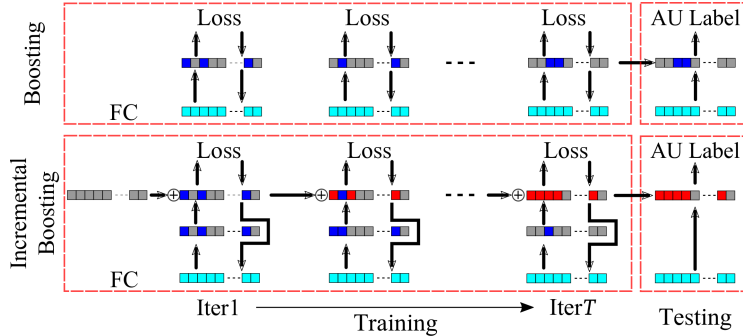 Loss Loss Loss AU Label
Boosting
FC
Loss Loss Loss AU Label
Incremental
Boosting
FC
Iter1 IterT
Training Testing